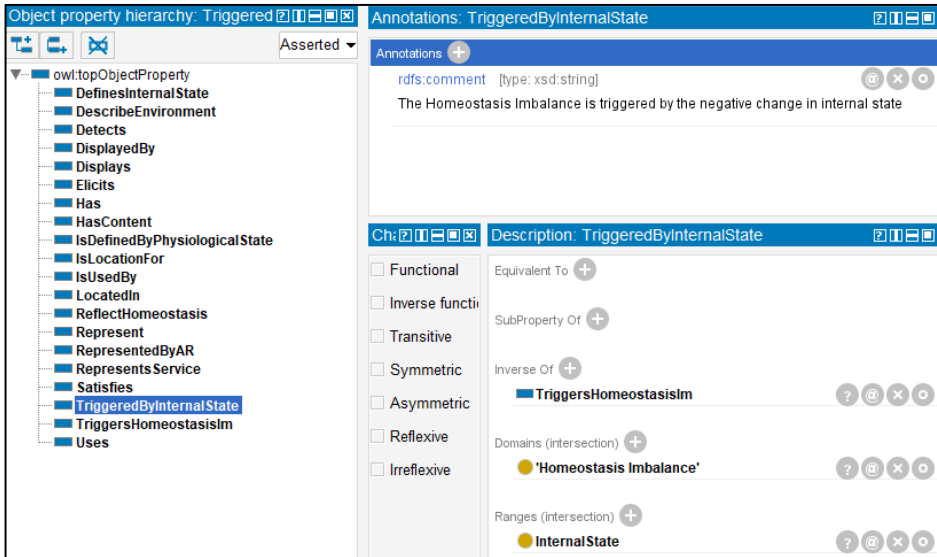 Object property hierarchy: Triggered
Asserted
owl:topObjectProperty
DefinesInternalState
DescribeEnvironment
Detects
DisplayedBy
Displays
Elicits
Has
HasContent
IsDefinedByPhysiologicalState
IsLocationFor
IsUsedBy
LocatedIn
ReflectHomeostasis
Represent
RepresentedByAR
RepresentsService
Satisfies
TriggeredByInternalState
TriggersHomeostasisIm
Uses
Annotations: TriggeredByInternalState
Annotations
rdfs:comment [type: xsd:string]
The Homeostasis Imbalance is triggered by the negative change in internal state
Cha
Functional
Inverse functi
Transitive
Symmetric
Asymmetric
Reflexive
Irreflexive
Description: TriggeredByInternalState
Equivalent To
SubProperty Of
Inverse Of
TriggersHomeostasisIm
Domains (intersection)
'Homeostasis Imbalance'
Ranges (intersection)
InternalState